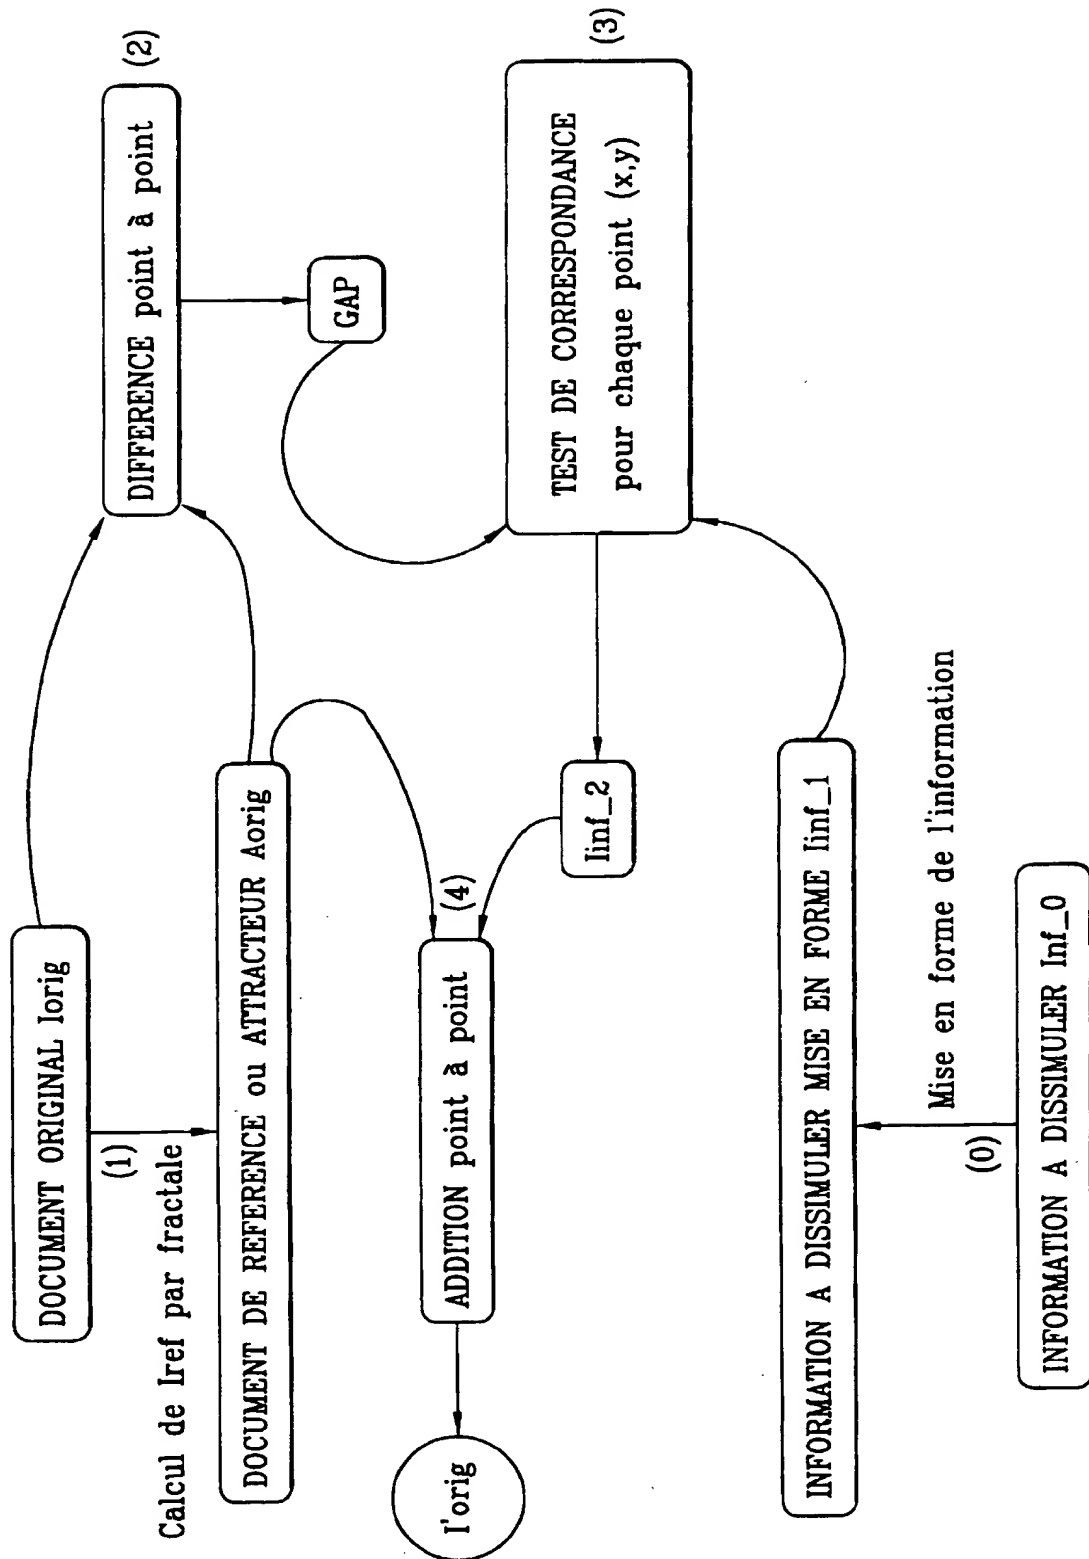 DOCUMENT ORIGINAL Iorig
(1)
Calcul de Iref par fractale
DOCUMENT DE REFERENCE ou ATTRACTEUR Aorig
DIFFERENCE point à point
(2)
GAP
I'orig
ADDITION point à point
(4)
Iinf_2
TEST DE CORRESPONDANCE
pour chaque point (x,y)
(3)
INFORMATION A DISSIMULER MISE EN FORME Iinf_1
(0)
Mise en forme de l'information
INFORMATION A DISSIMULER Inf_0